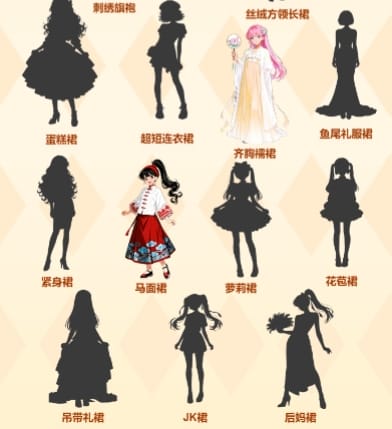 刺绣旗袍
丝绒方领长裙
蛋糕裙
超短连衣裙
齐胸襦裙
鱼尾礼服裙
紧身裙
马面裙
萝莉裙
花苞裙
吊带礼裙
JK裙
后妈裙